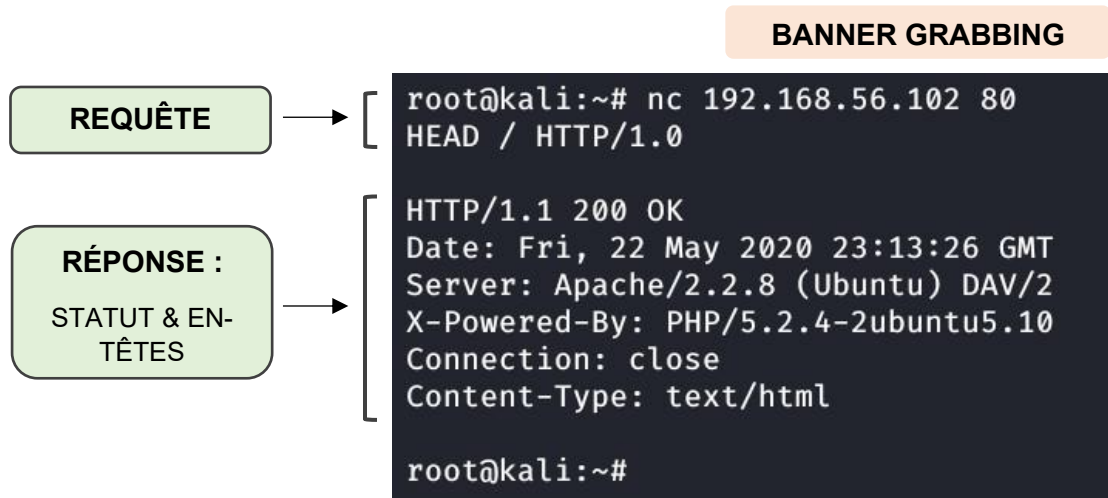 BANNER GRABBING
REQUÊTE
root@kali:~# nc 192.168.56.102 80
HEAD / HTTP/1.0
RÉPONSE :
STATUT & EN-
TÊTES
HTTP/1.1 200 OK
Date: Fri, 22 May 2020 23:13:26 GMT
Server: Apache/2.2.8 (Ubuntu) DAV/2
X-Powered-By: PHP/5.2.4-2ubuntu5.10
Connection: close
Content-Type: text/html
root@kali:~#